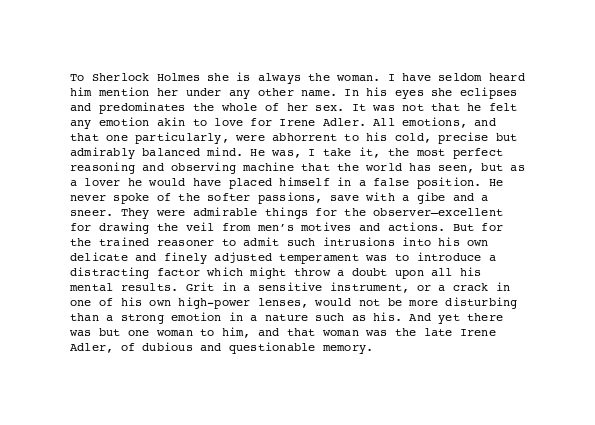 To Sherlock Holmes she is always the woman. I have seldom heard
him mention her under any other name. In his eyes she eclipses
and predominates the whole of her sex. It was not that he felt
any emotion akin to love for Irene Adler. All emotions, and
that one particularly, were abhorrent to his cold, precise but
admirably balanced mind. He was, I take it, the most perfect
reasoning and observing machine that the world has seen, but as
a lover he would have placed himself in a false position. He
never spoke of the softer passions, save with a gibe and a
sneer. They were admirable things for the observer—excellent
for drawing the veil from men’s motives and actions. But for
the trained reasoner to admit such intrusions into his own
delicate and finely adjusted temperament was to introduce a
distracting factor which might throw a doubt upon all his
mental results. Grit in a sensitive instrument, or a crack in
one of his own high-power lenses, would not be more disturbing
than a strong emotion in a nature such as his. And yet there
was but one woman to him, and that woman was the late Irene
Adler, of dubious and questionable memory.